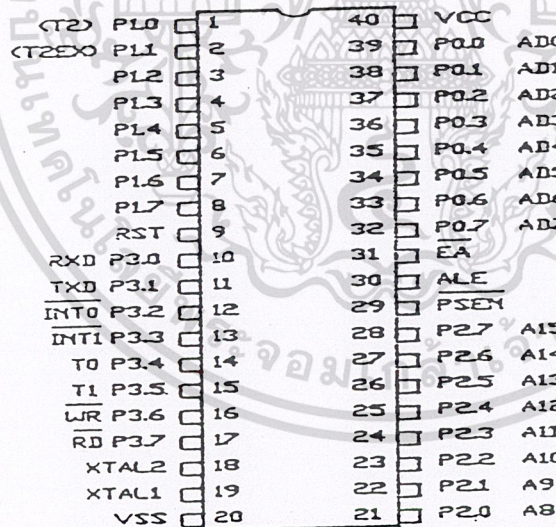 (T2) P1.0 1 40 VCC
(T2EX) P1.1 2 39 P0.0 AD0
P1.2 3 38 P0.1 AD1
P1.3 4 37 P0.2 AD2
P1.4 5 36 P0.3 AD3
P1.5 6 35 P0.4 AD4
P1.6 7 34 P0.5 AD5
P1.7 8 33 P0.6 AD6
RST 9 32 P0.7 AD7
RXD P3.0 10 31 EA
TXD P3.1 11 30 ALE
INT0 P3.2 12 29 PSEN
INT1 P3.3 13 28 P2.7 A15
T0 P3.4 14 27 P2.6 A14
T1 P3.5 15 26 P2.5 A13
WR P3.6 16 25 P2.4 A12
RD P3.7 17 24 P2.3 A11
XTAL2 18 23 P2.2 A10
XTAL1 19 22 P2.1 A9
VSS 20 21 P2.0 A8